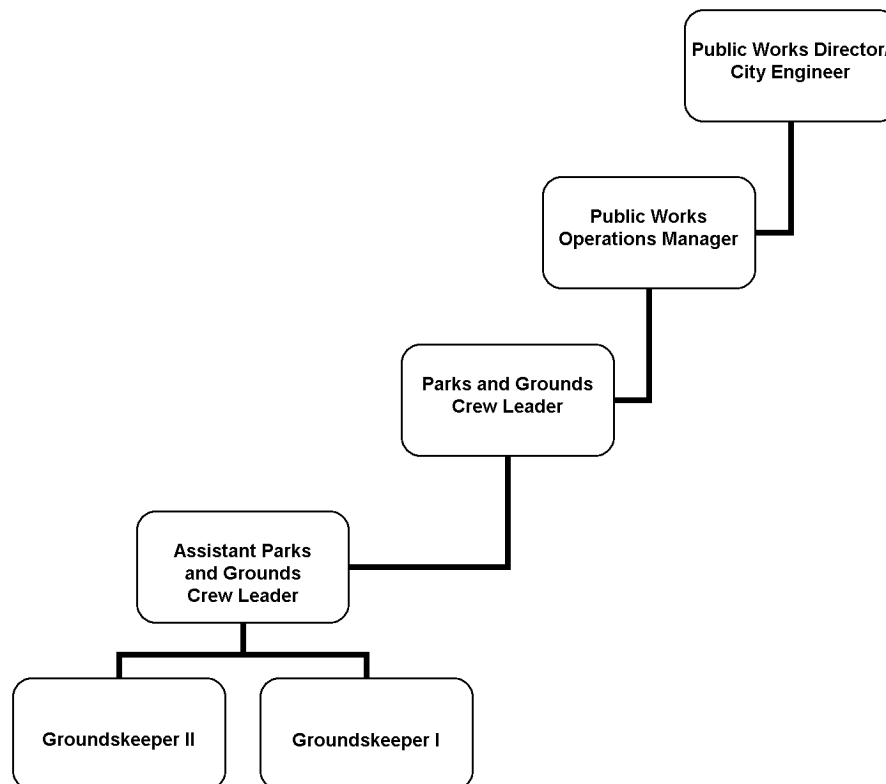 Public Works Director/
City Engineer
Public Works
Operations Manager
Parks and Grounds
Crew Leader
Assistant Parks
and Grounds
Crew Leader
Groundskeeper II
Groundskeeper I